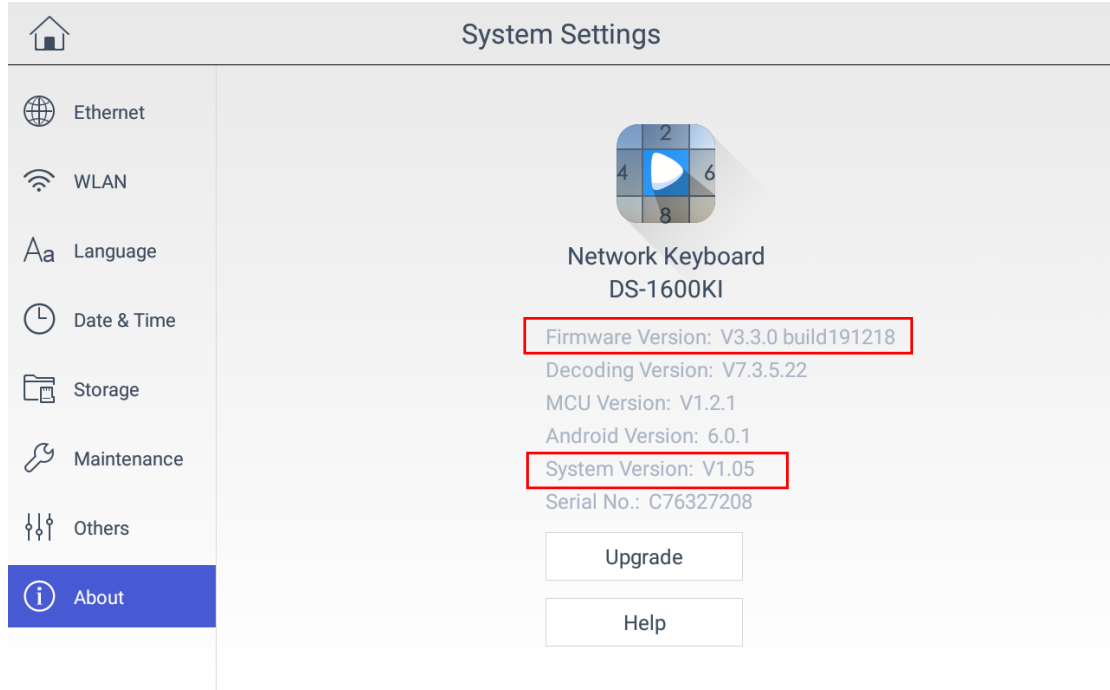 System Settings
Ethernet
WLAN
Aa Language
Date & Time
Storage
Maintenance
Others
i About
2
4 6
8
Network Keyboard
DS-1600KI
Firmware Version: V3.3.0 build191218
Decoding Version: V7.3.5.22
MCU Version: V1.2.1
Android Version: 6.0.1
System Version: V1.05
Serial No.: C76327208
Upgrade
Help